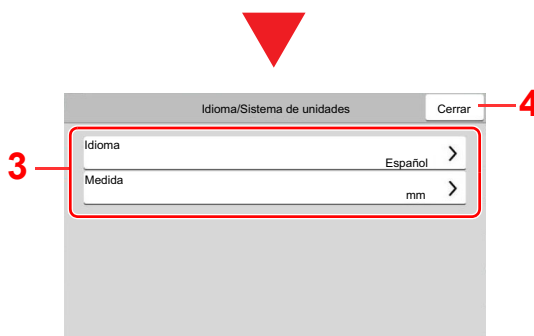 Idioma/Sistema de unidades
Cerrar
4
3
Idioma
Español
Medida
mm